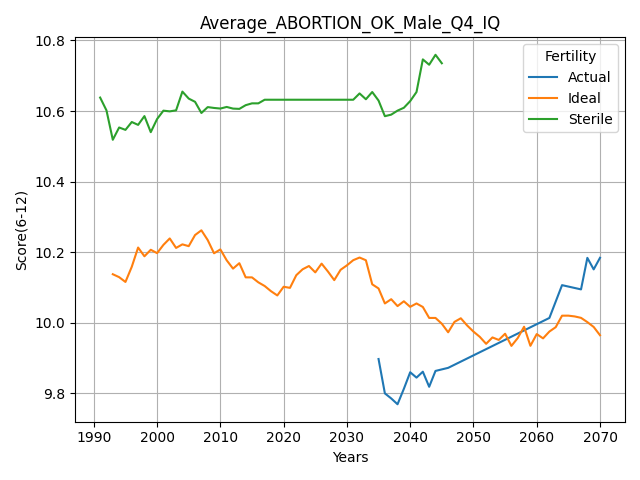 Average_ABORTION_OK_Male_Q4_IQ
Score(6-12)
10.8
10.6
10.4
10.2
10.0
9.8
Fertility
Actual
Ideal
Sterile
1990 2000 2010 2020 2030 2040 2050 2060 2070
Years